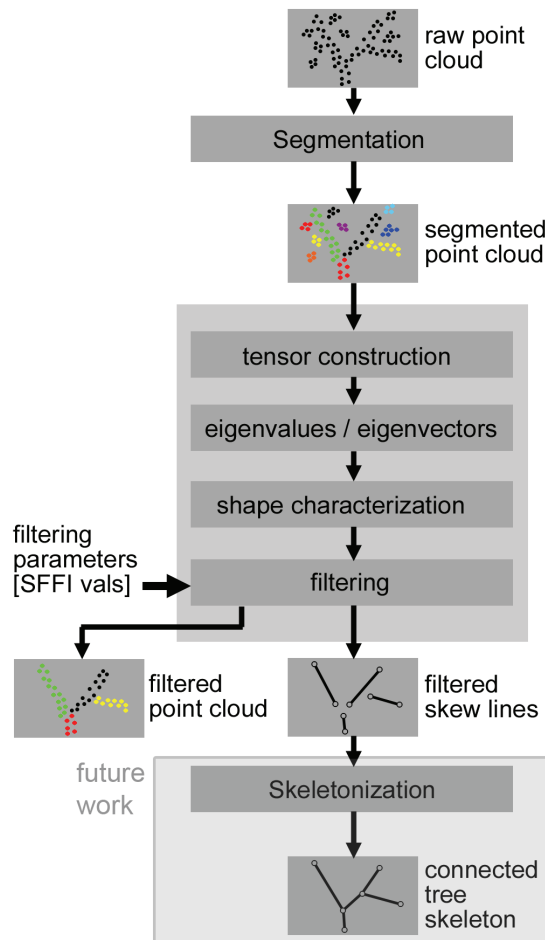 raw point
cloud
Segmentation
segmented
point cloud
tensor construction
eigenvalues / eigenvectors
shape characterization
filtering
parameters
[SFFI vals]
filtering
filtered
point cloud
filtered
skew lines
future
work
Skeletonization
connected
tree
skeleton